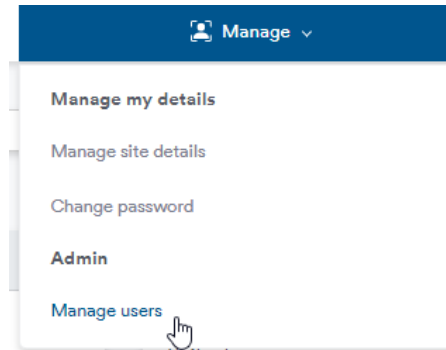 Manage
Manage my details
Manage site details
Change password
Admin
Manage users